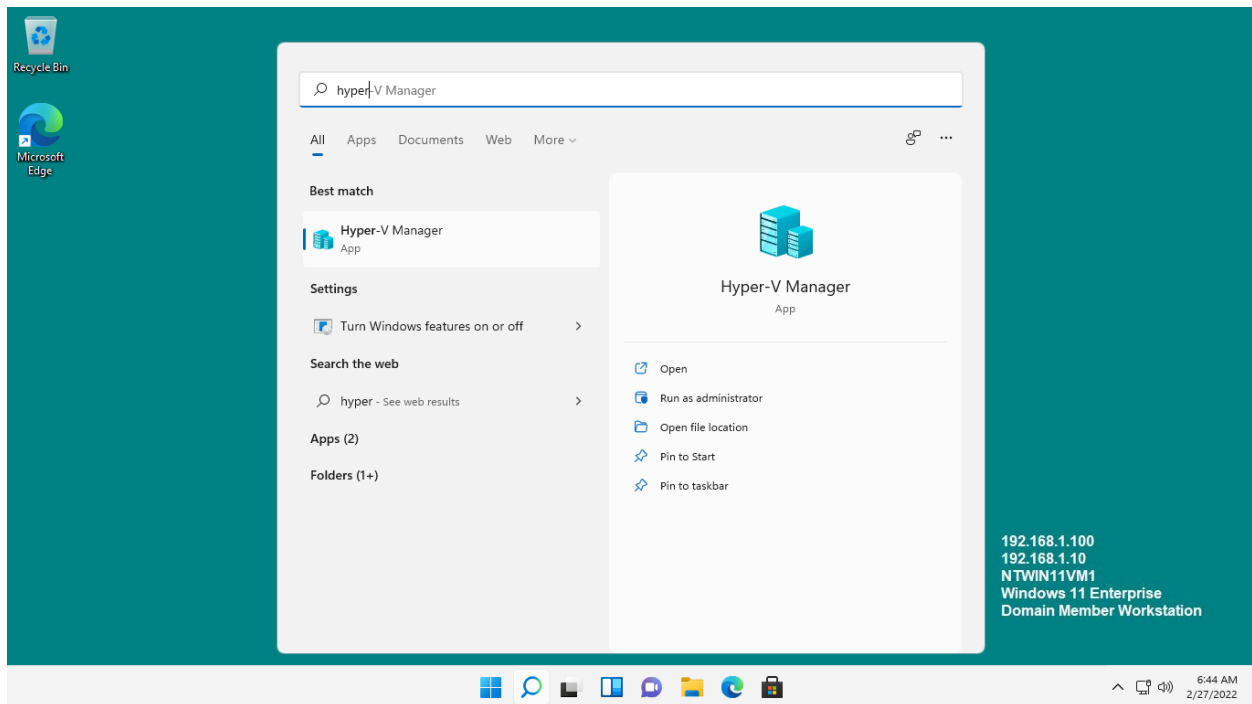 Recycle Bin
Microsoft
Edge
hyper-V Manager
All Apps Documents Web More
Best match
Hyper-V Manager
App
Settings
Turn Windows features on or off
Search the web
hyper - See web results
Apps (2)
Folders (1+)
Hyper-V Manager
App
Open
Run as administrator
Open file location
Pin to Start
Pin to taskbar
192.168.1.100
192.168.1.10
NTWIN11VM1
Windows 11 Enterprise
Domain Member Workstation
6:44 AM
2/27/2022